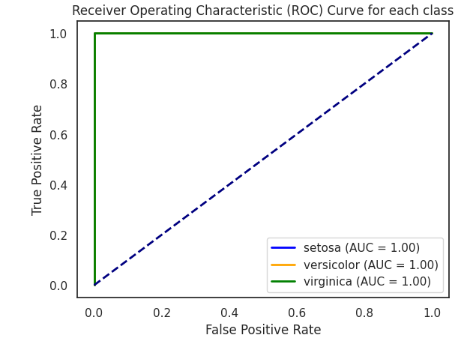 Receiver Operating Characteristic (ROC) Curve for each class
True Positive Rate
1.0
0.8
0.6
0.4
0.2
0.0
setosa (AUC = 1.00)
versicolor (AUC = 1.00)
virginica (AUC = 1.00)
0.0 0.2 0.4 0.6 0.8 1.0
False Positive Rate